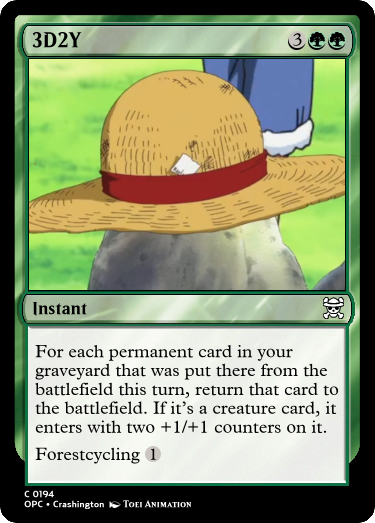 3D2Y 3
Instant
For each permanent card in your
graveyard that was put there from the
battlefield this turn, return that card to
the battlefield. If it's a creature card, it
enters with two +1/+1 counters on it.
Forestcycling 1
C 0194
OPC • Crashington TOEI ANIMATION